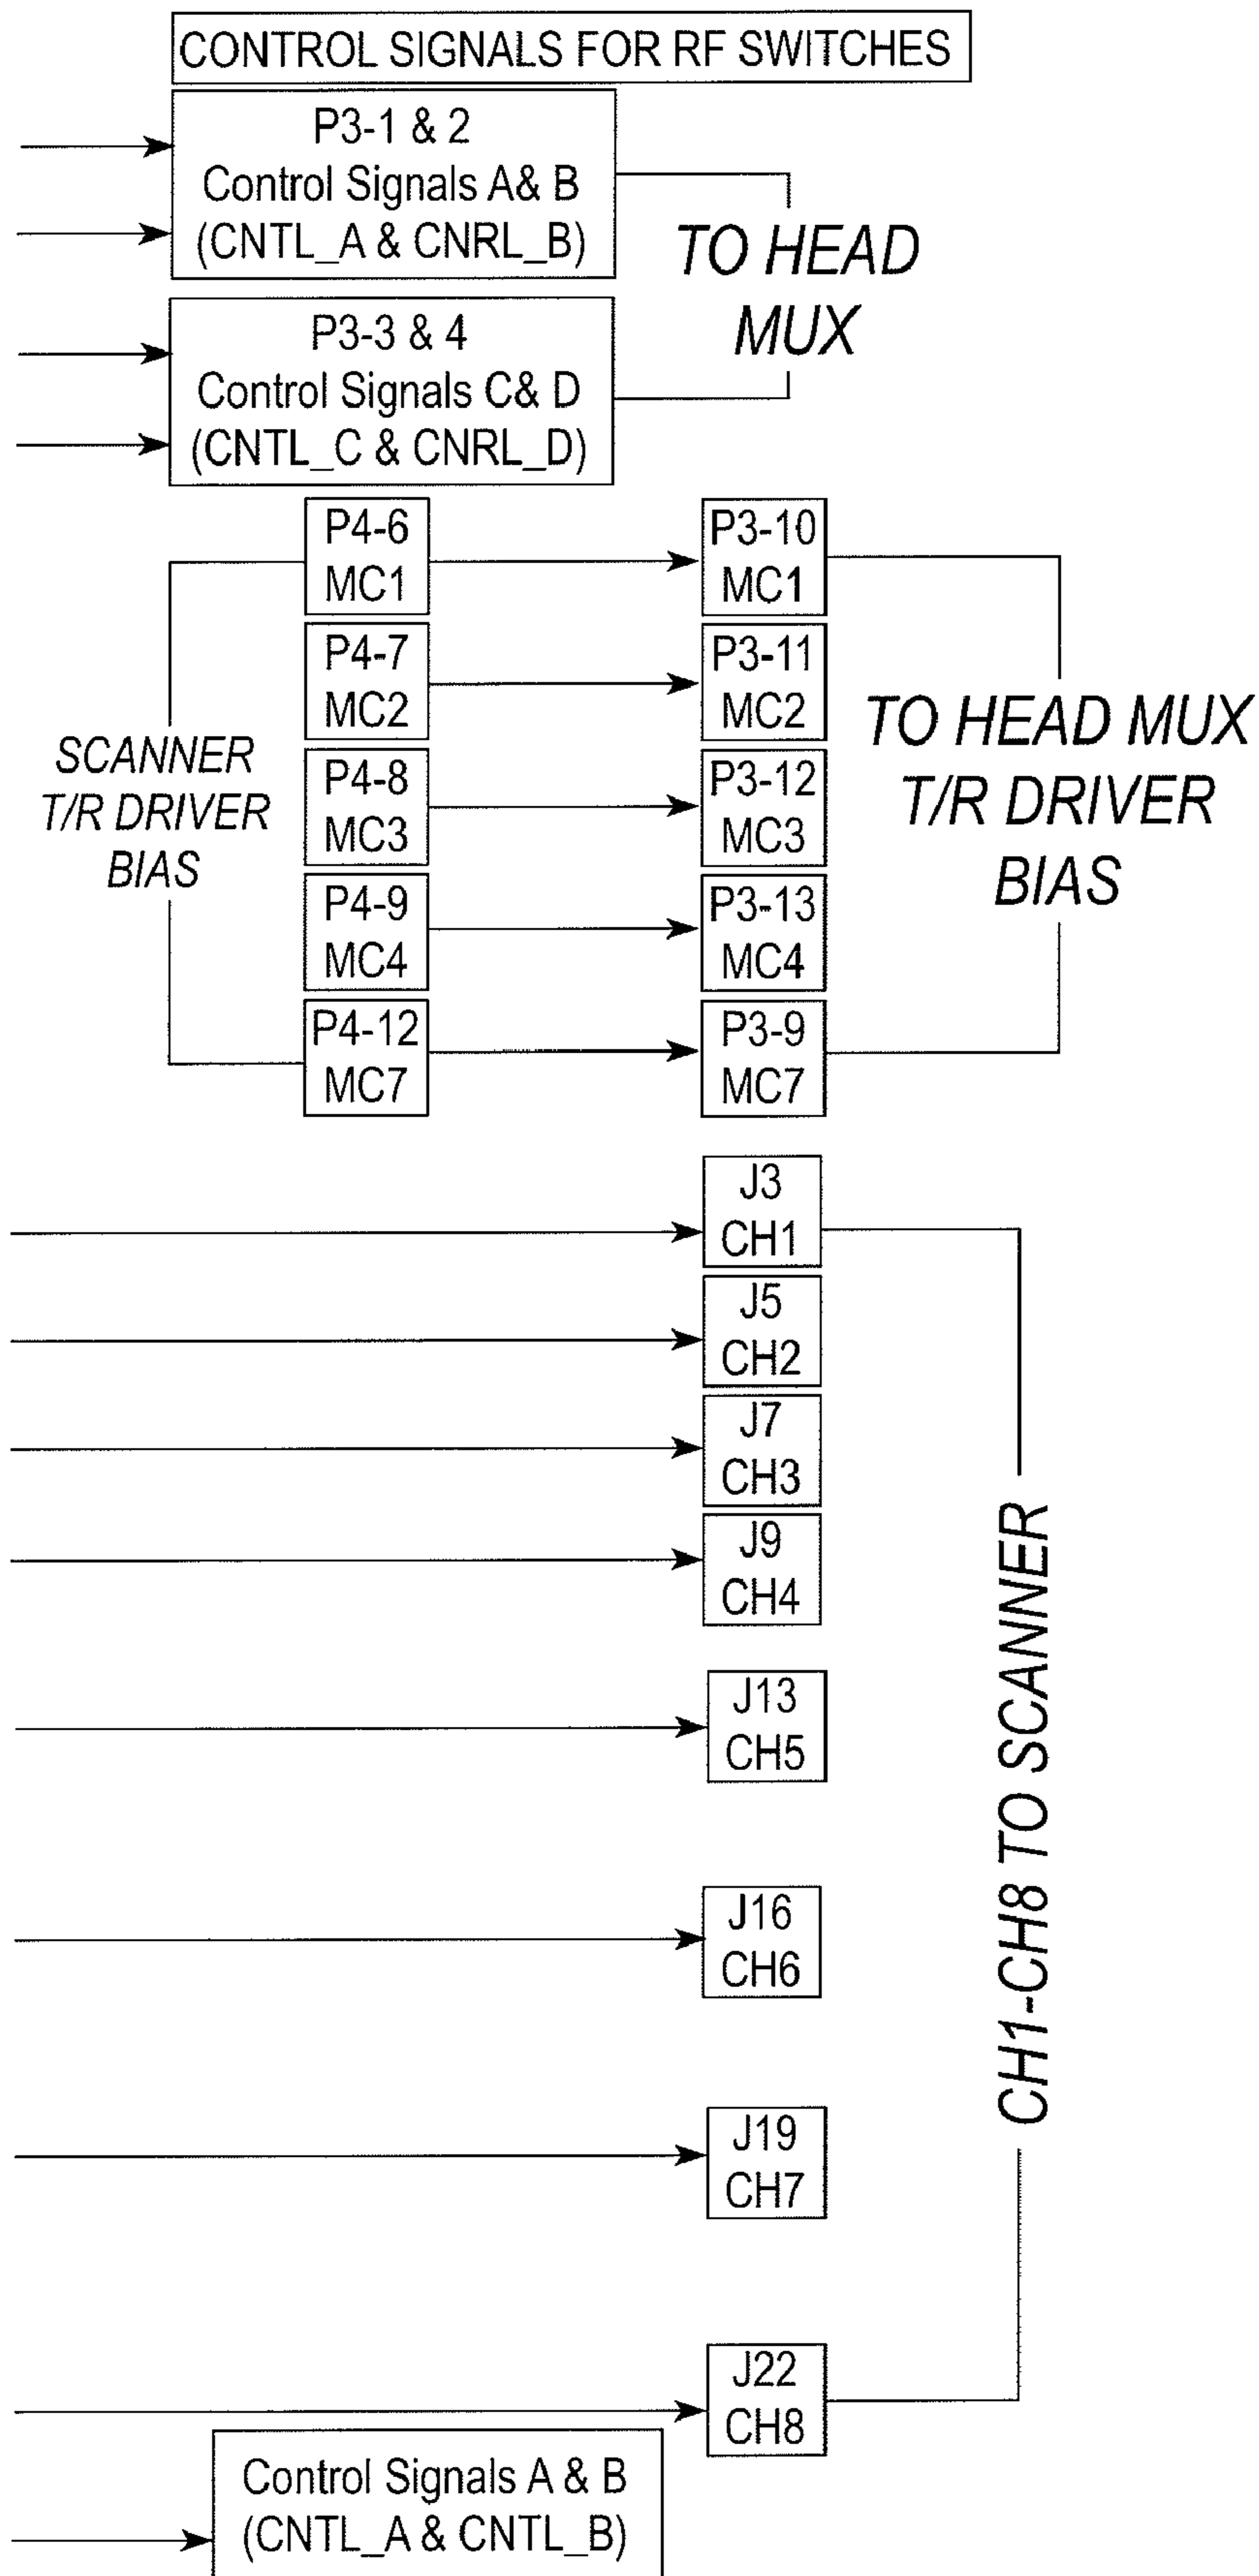 CONTROL SIGNALS FOR RF SWITCHES
P3-1 & 2
Control Signals A& B
(CNTL_A & CNRL_B)
P3-3 & 4
Control Signals C& D
(CNTL_C & CNRL_D)
TO HEAD
MUX
SCANNER
T/R DRIVER
BIAS
P4-6
MC1
P4-7
MC2
P4-8
MC3
P4-9
MC4
P4-12
MC7
P3-10
MC1
P3-11
MC2
P3-12
MC3
P3-13
MC4
P3-9
MC7
TO HEAD MUX
T/R DRIVER
BIAS
J3
CH1
J5
CH2
J7
CH3
J9
CH4
J13
CH5
J16
CH6
J19
CH7
J22
CH8
CH1-CH8 TO SCANNER
Control Signals A & B
(CNTL_A & CNTL_B)